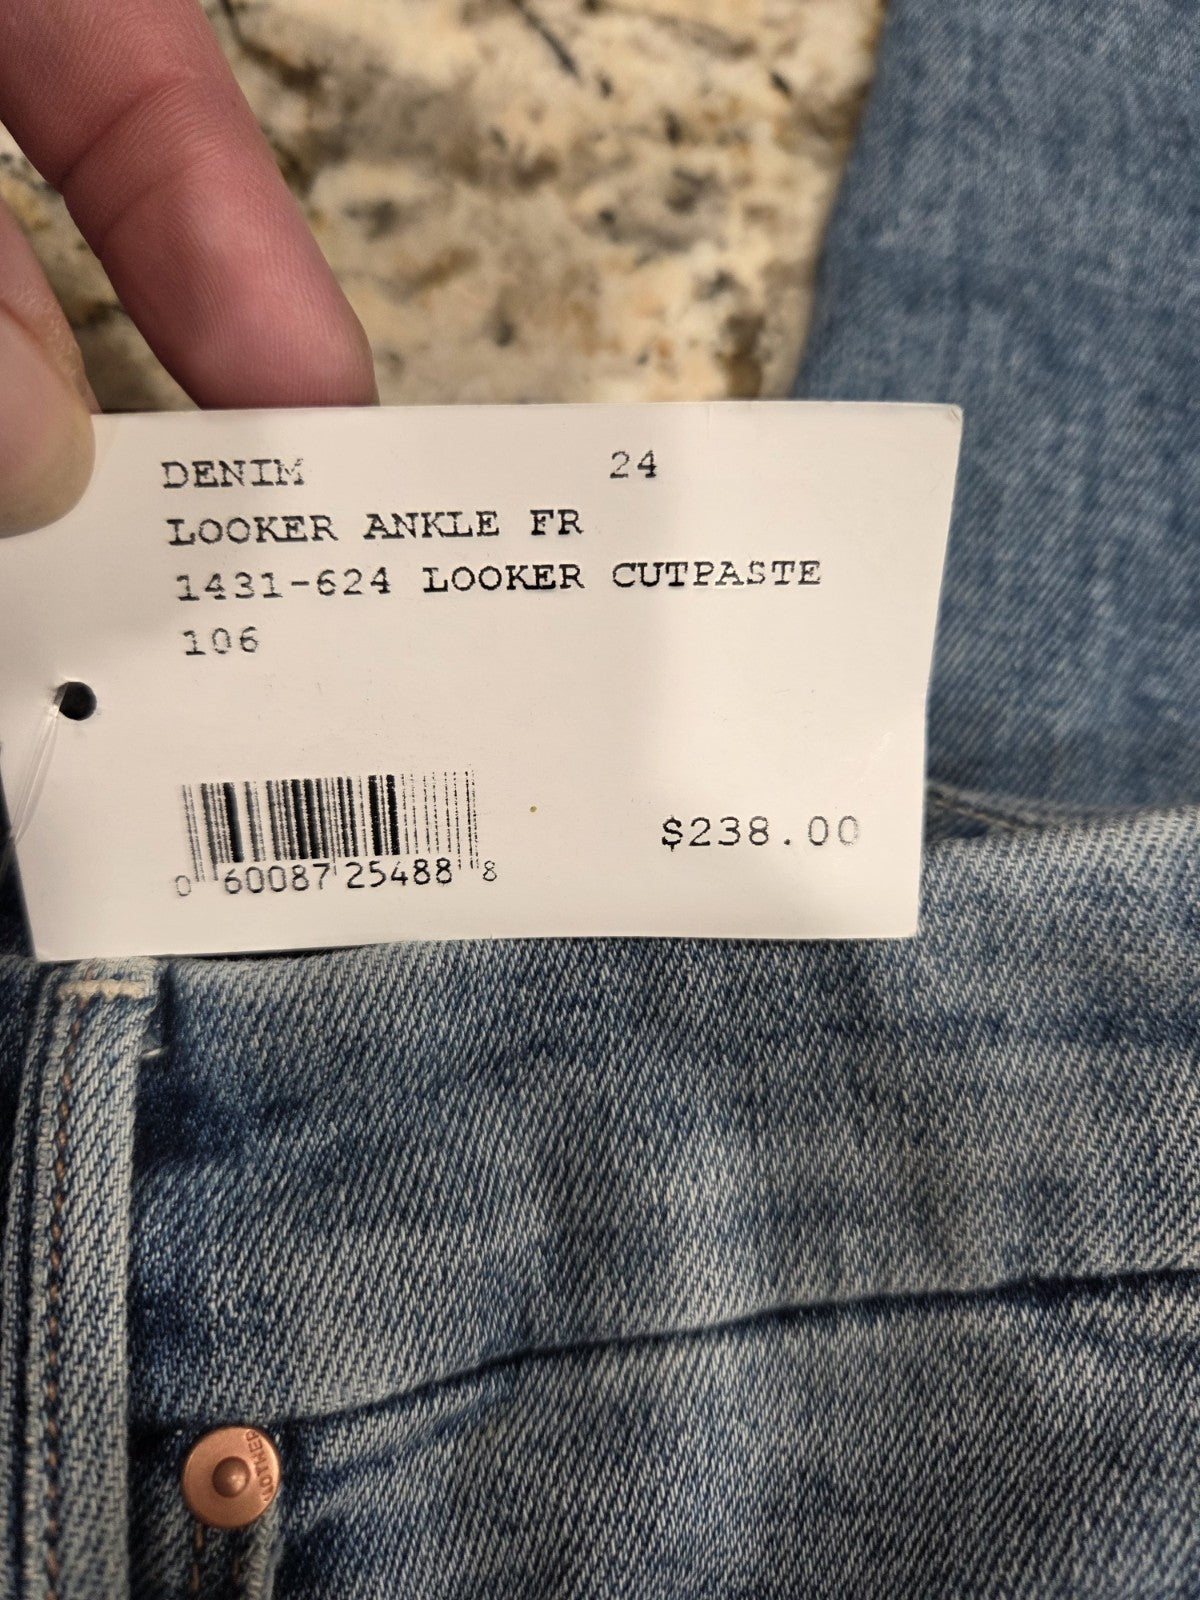 DENIM 24
LOOKER ANKLE FR
1431-624 LOOKER CUTPASTE
106
$238.00
0 60087 25488 8
MOTHER